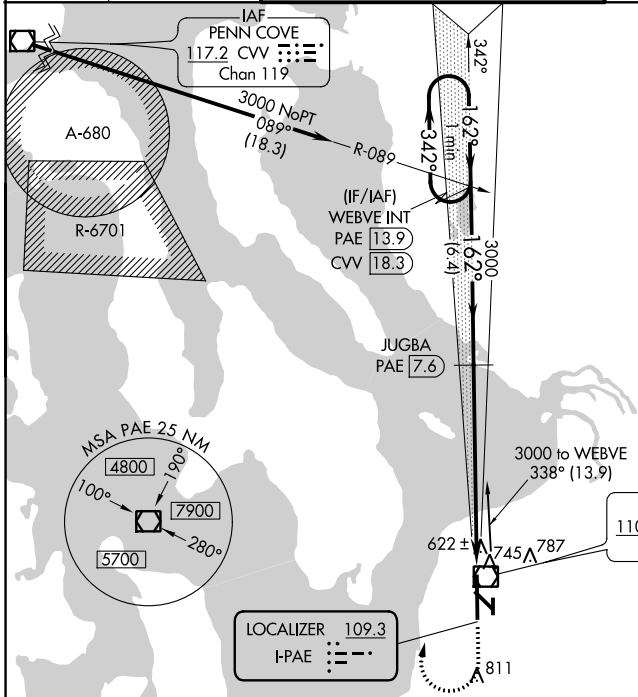 IAF
PENN COVE
117.2 CVV
Chan 119
342°
3000 NoPT
089°
(18.3)
R-089
162°
1 min
342°
A-680
R-6701
(IF/IAF)
WEBVE INT
PAE 13.9
CVV 18.3
162°
(6.4)
3000
JUGBA
PAE 7.6
MSA PAE 25 NM
4800
190°
100°
7900
280°
5700
3000 to WEBVE
338° (13.9)
622 ±
745
787
110
LOCALIZER 109.3
I-PAE
811